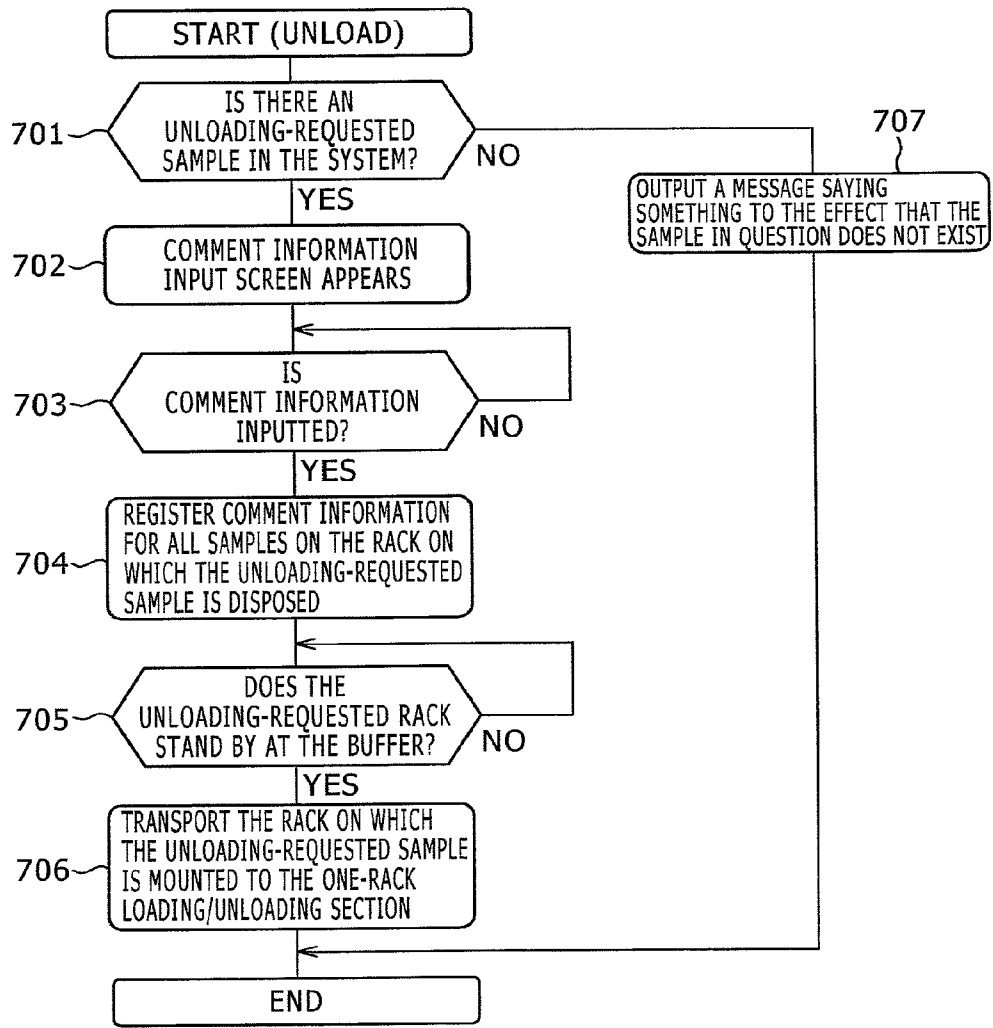 START (UNLOAD)
701
IS THERE AN
UNLOADING-REQUESTED
SAMPLE IN THE SYSTEM?
NO
YES
707
OUTPUT A MESSAGE SAYING
SOMETHING TO THE EFFECT THAT THE
SAMPLE IN QUESTION DOES NOT EXIST
702
COMMENT INFORMATION
INPUT SCREEN APPEARS
703
IS
COMMENT INFORMATION
INPUTTED?
NO
YES
704
REGISTER COMMENT INFORMATION
FOR ALL SAMPLES ON THE RACK ON
WHICH THE UNLOADING-REQUESTED
SAMPLE IS DISPOSED
705
DOES THE
UNLOADING-REQUESTED RACK
STAND BY AT THE BUFFER?
NO
YES
706
TRANSPORT THE RACK ON WHICH
THE UNLOADING-REQUESTED SAMPLE
IS MOUNTED TO THE ONE-RACK
LOADING/UNLOADING SECTION
END